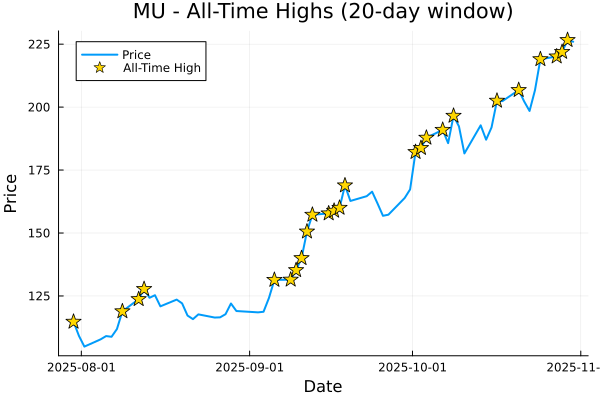 MU - All-Time Highs (20-day window)
Price
All-Time High
225
200
175
150
125
Price
2025-08-01
2025-09-01
2025-10-01
2025-11-
Date